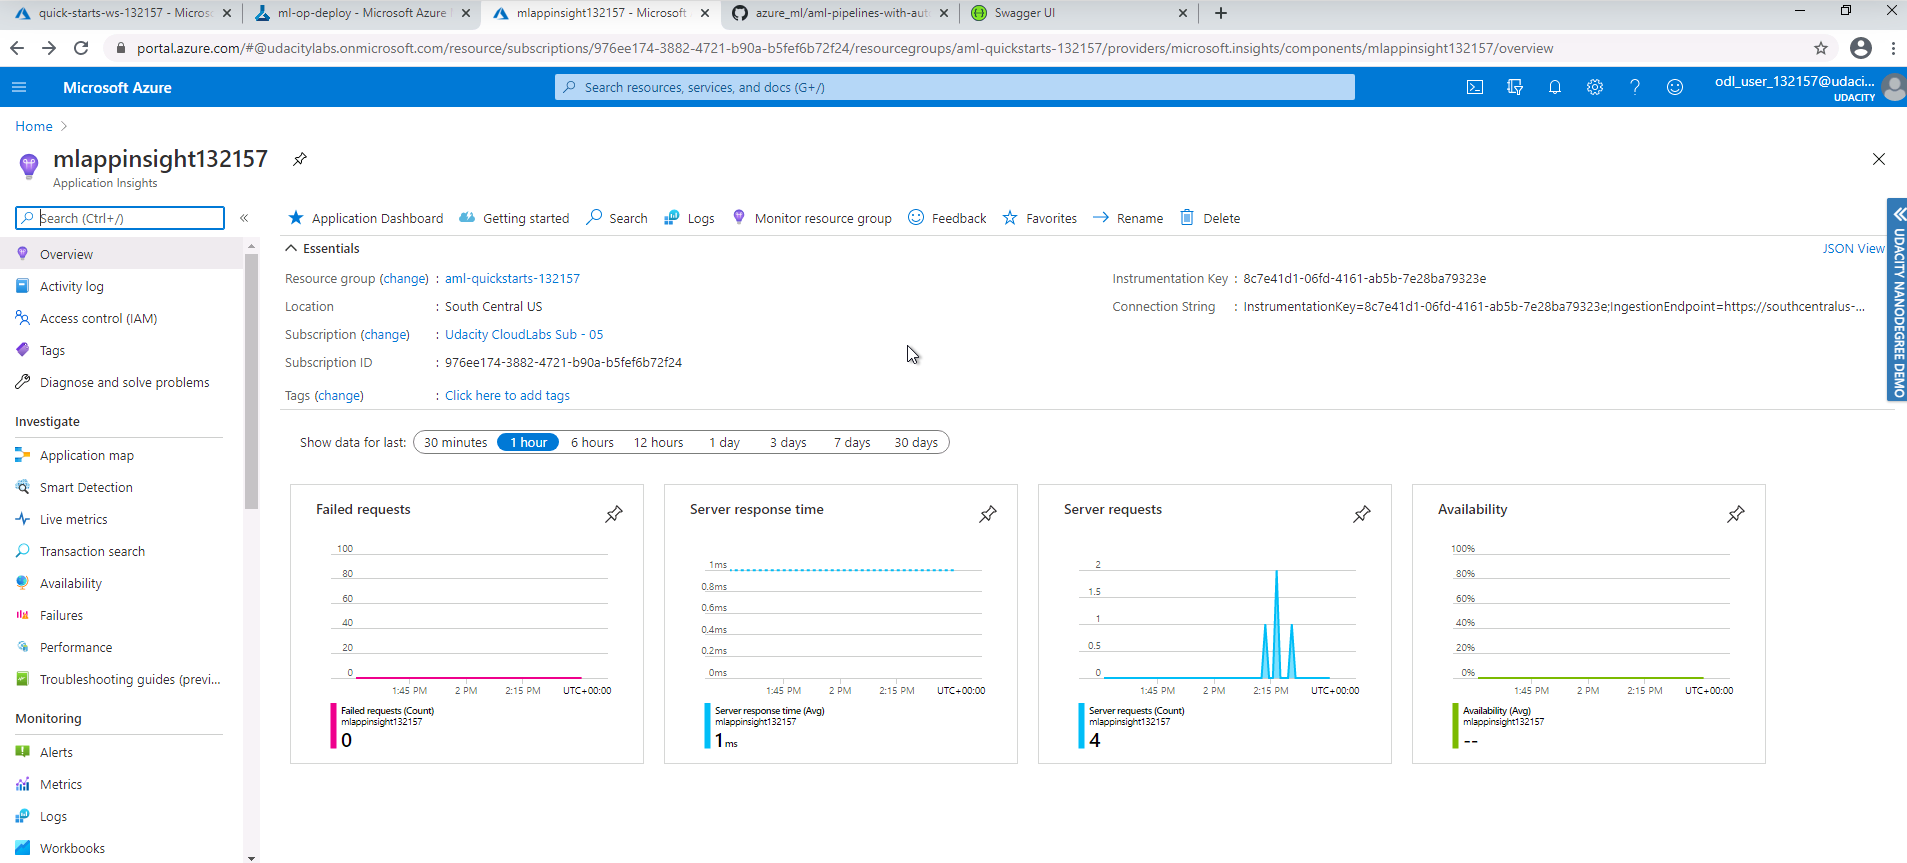 quick-starts-ws-132157 - Micros
ml-op-deploy - Microsoft Azure
mlappinsight132157 - Microsoft
azure_ml/aml-pipelines-with-aut
Swagger UI
portal.azure.com/#@udacitylabs.onmicrosoft.com/resource/subscriptions/976ee174-3882-4721-b90a-b5fef6b72f24/resourcegroups/aml-quickstarts-132157/providers/microsoft.insights/components/mlappinsight132157/overview
Microsoft Azure
Search resources, services, and docs (G+/)
odl_user_132157@udaci...
UDACITY
Home
mlappinsight132157
Application Insights
Search (Ctrl+/)
Overview
Activity log
Access control (IAM)
Tags
Diagnose and solve problems
Investigate
Application map
Smart Detection
Live metrics
Transaction search
Availability
Failures
Performance
Troubleshooting guides (previ...
Monitoring
Alerts
Metrics
Logs
Workbooks
Application Dashboard Getting started Search Logs Monitor resource group Feedback Favorites Rename Delete
Essentials
JSON View
Resource group (change) : aml-quickstarts-132157
Location : South Central US
Subscription (change) : Udacity CloudLabs Sub - 05
Subscription ID : 976ee174-3882-4721-b90a-b5fef6b72f24
Tags (change) : Click here to add tags
Instrumentation Key : 8c7e41d1-06fd-4161-ab5b-7e28ba79323e
Connection String : InstrumentationKey=8c7e41d1-06fd-4161-ab5b-7e28ba79323e;IngestionEndpoint=https://southcentralus-...
UDACITY NANODEGREE DEMO
Show data for last: 30 minutes 1 hour 6 hours 12 hours 1 day 3 days 7 days 30 days
Failed requests
100
80
60
40
20
0
1:45 PM 2 PM 2:15 PM UTC+00:00
Failed requests (Count)
mlappinsight132157
0
Server response time
1ms
0.8ms
0.6ms
0.4ms
0.2ms
0ms
1:45 PM 2 PM 2:15 PM UTC+00:00
Server response time (Avg)
mlappinsight132157
1 ms
Server requests
2
1.5
1
0.5
0
1:45 PM 2 PM 2:15 PM UTC+00:00
Server requests (Count)
mlappinsight132157
4
Availability
100%
80%
60%
40%
20%
0%
1:45 PM 2 PM 2:15 PM UTC+00:00
Availability (Avg)
mlappinsight132157
--